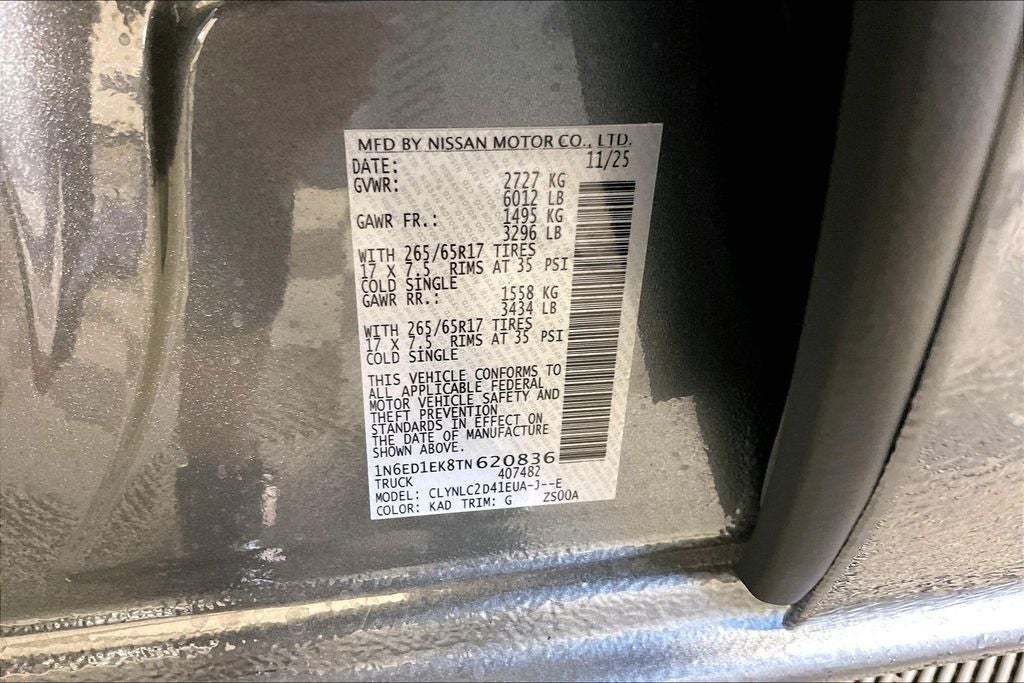 MFD BY NISSAN MOTOR CO., LTD.
DATE: 11/25
GVWR: 2727 KG
6012 LB
GAWR FR.: 1495 KG
3296 LB
WITH 265/65R17 TIRES
17 X 7.5 RIMS AT 35 PSI
COLD SINGLE
GAWR RR.: 1558 KG
3434 LB
WITH 265/65R17 TIRES
17 X 7.5 RIMS AT 35 PSI
COLD SINGLE
THIS VEHICLE CONFORMS TO
ALL APPLICABLE FEDERAL
MOTOR VEHICLE SAFETY AND
THEFT PREVENTION
STANDARDS IN EFFECT ON
THE DATE OF MANUFACTURE
SHOWN ABOVE.
1N6ED1EK8TN620836
TRUCK 407482
MODEL: CLYNLC2D41EUA-J--E
COLOR: KAD TRIM: G ZS00A